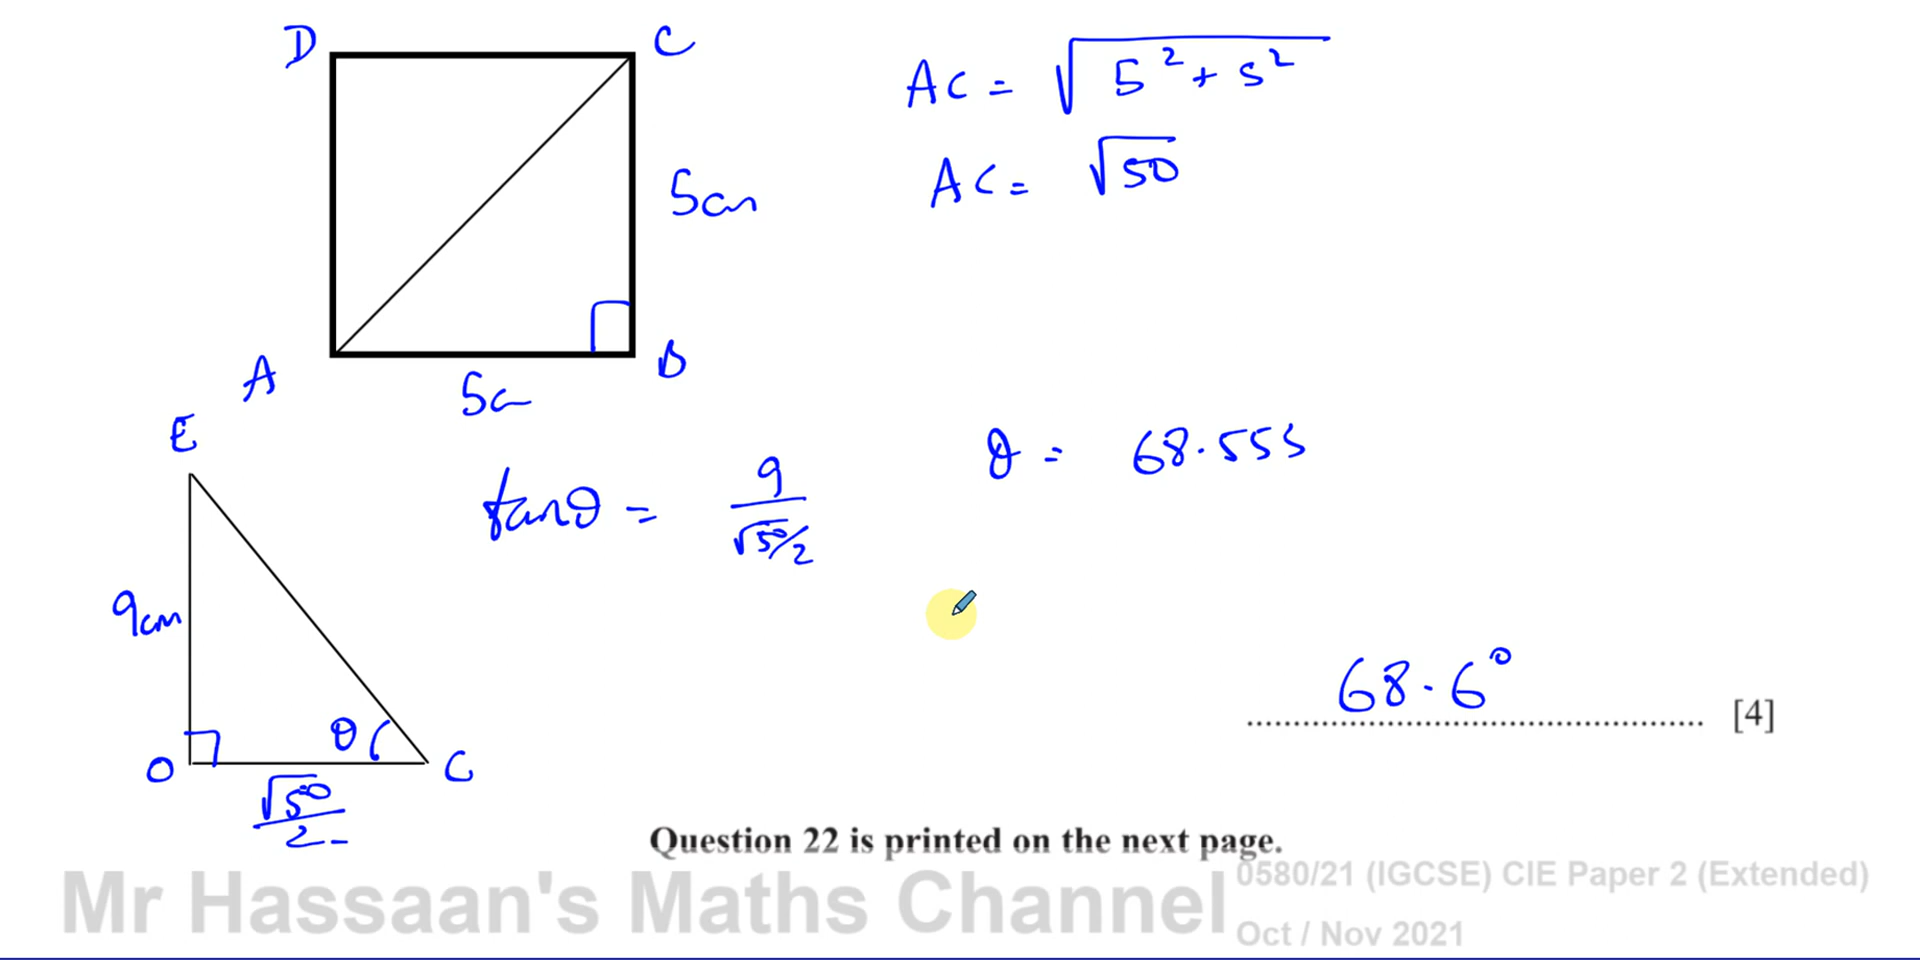 D
C
AC = √5² + 5²
AC = √50
5cm
A
5c
B
E
tanθ = 9 / √50/2
θ = 68.555
9cm
68.6°
[4]
O
θ
C
√50 / 2
Question 22 is printed on the next page.
Mr Hassaan's Maths Channel
0580/21 (IGCSE) CIE Paper 2 (Extended)
Oct / Nov 2021